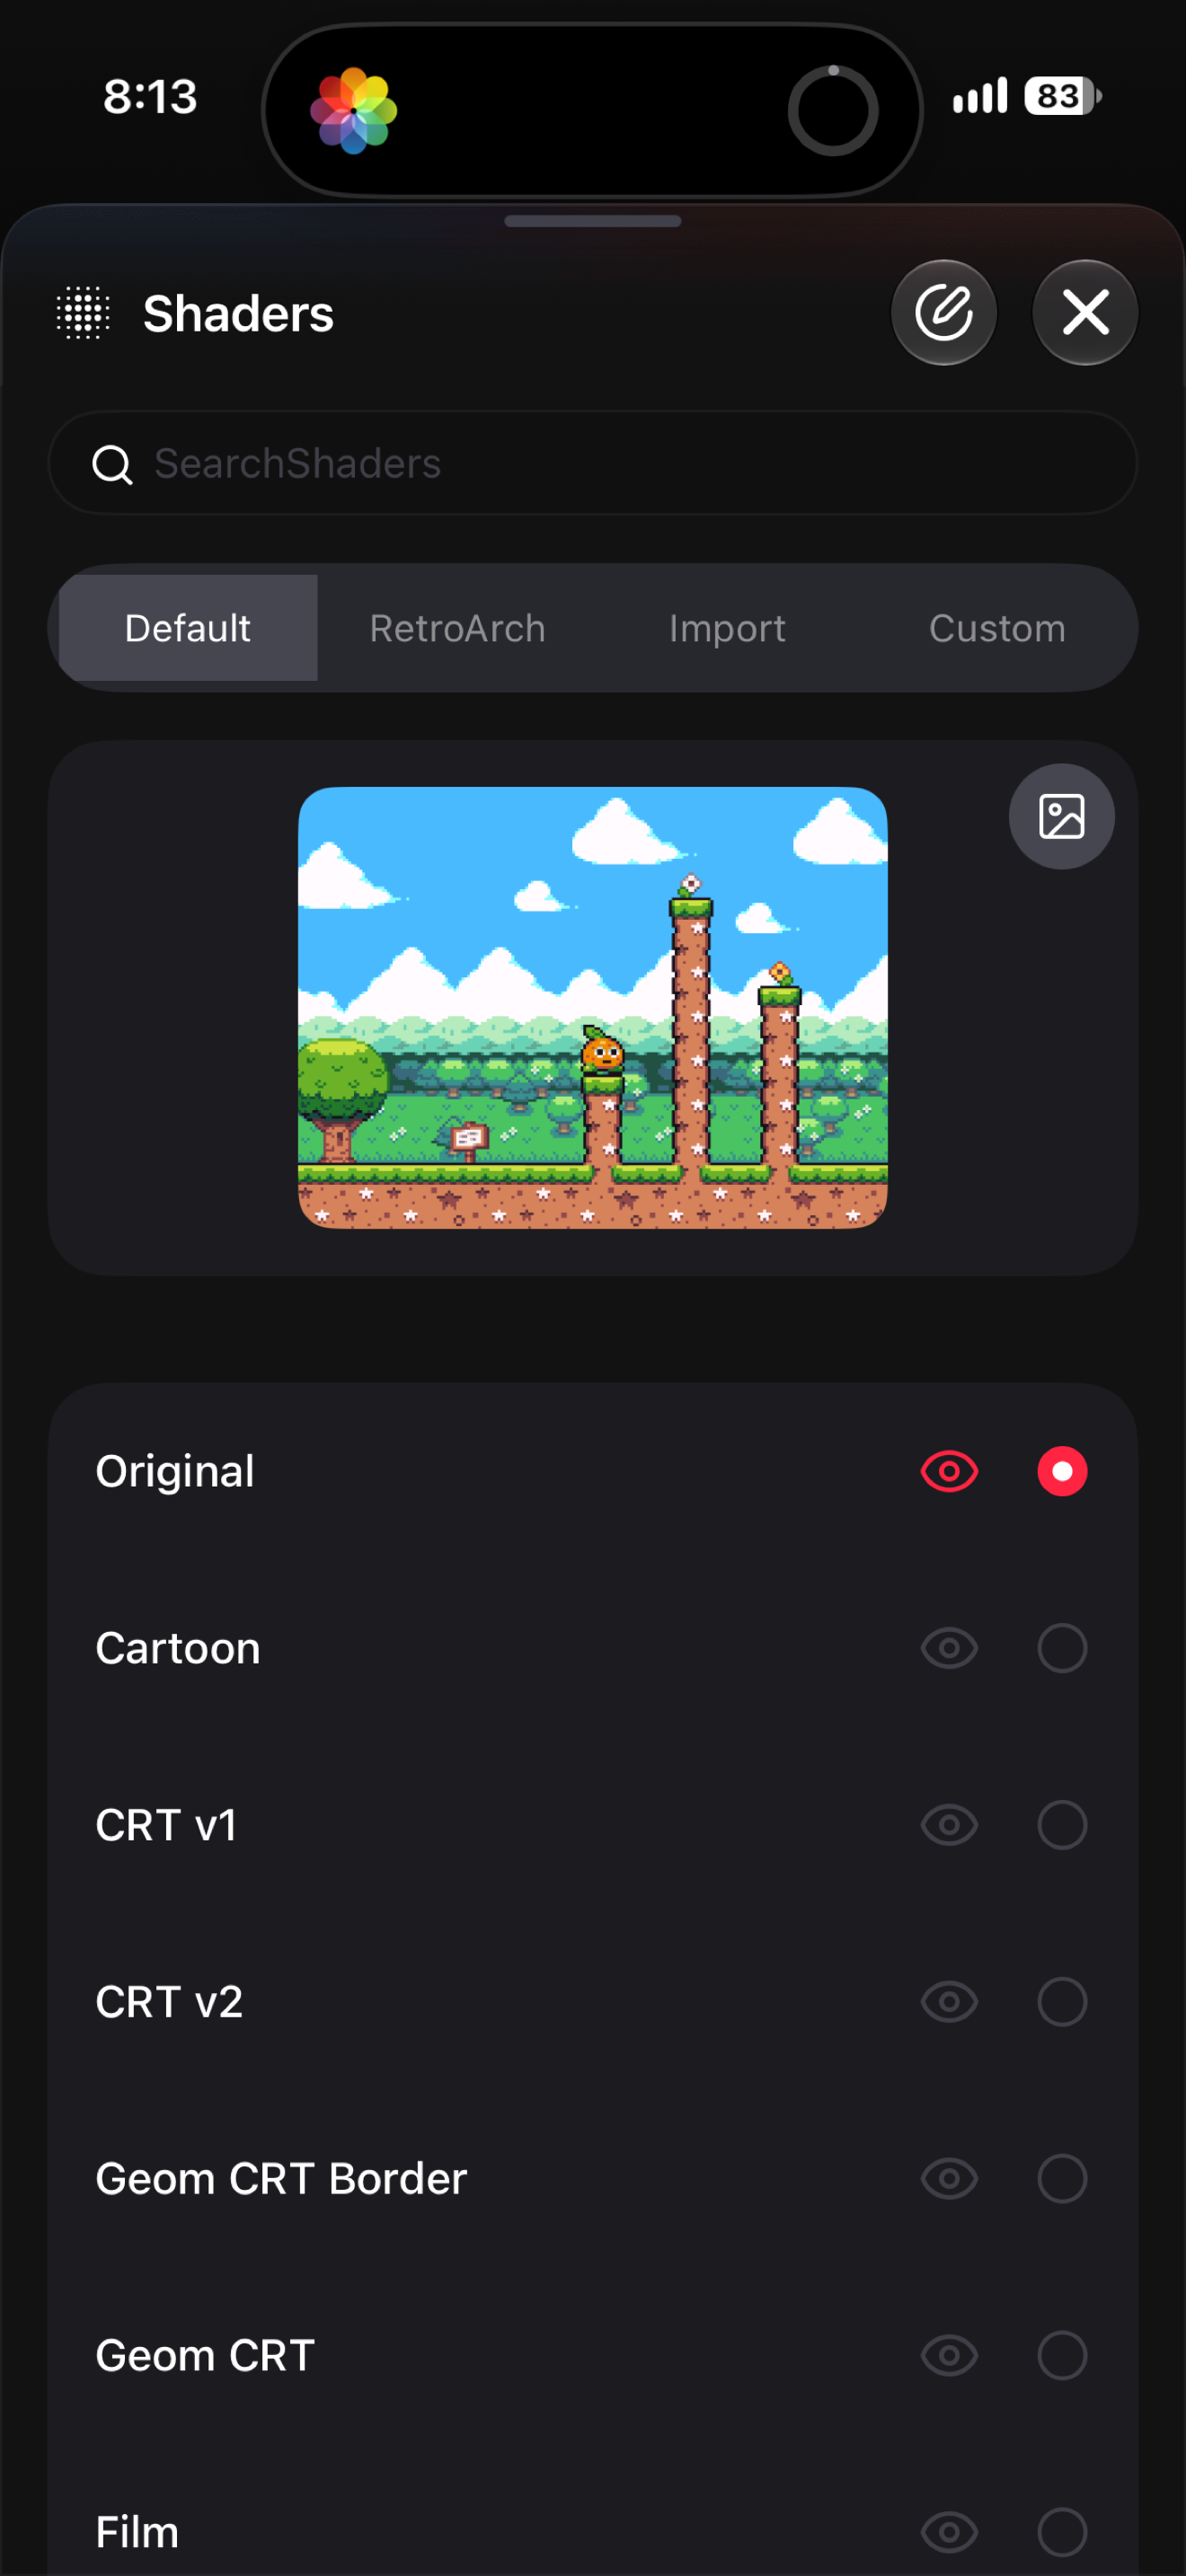 8:13
83
Shaders
SearchShaders
Default RetroArch Import Custom
Original
Cartoon
CRT v1
CRT v2
Geom CRT Border
Geom CRT
Film